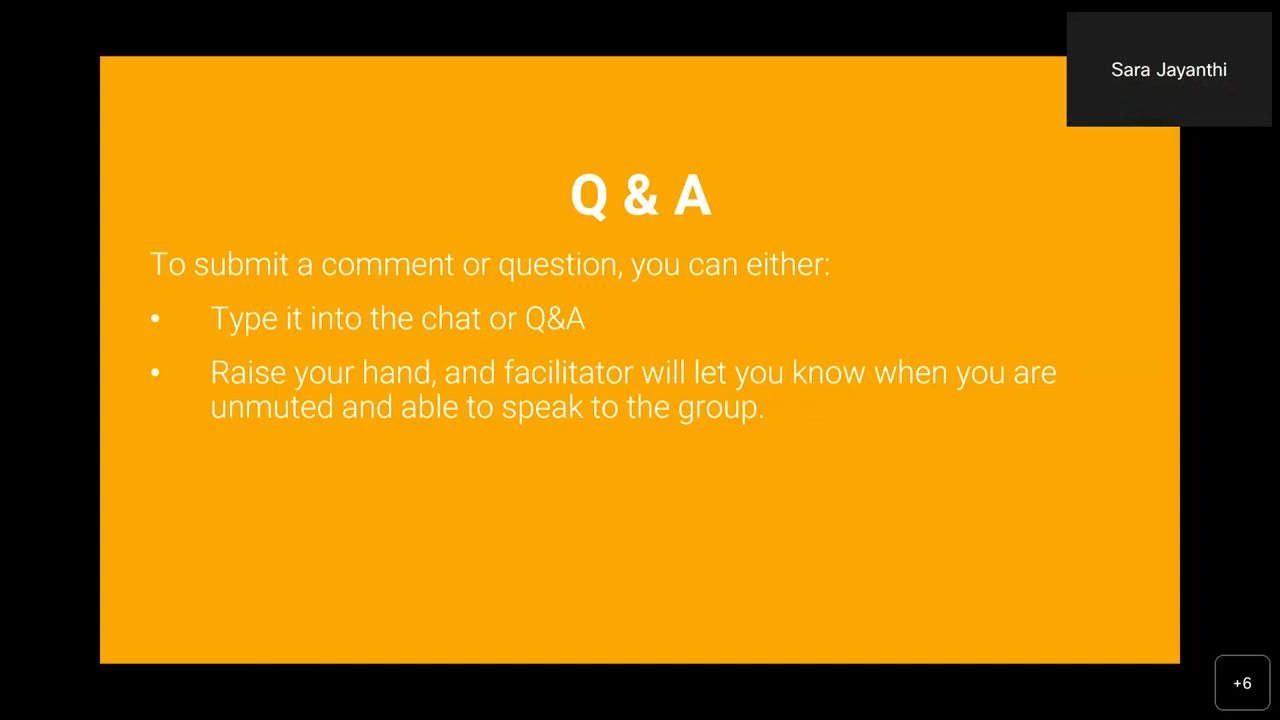 Sara Jayanthi
Q & A
To submit a comment or question, you can either:
• Type it into the chat or Q&A
• Raise your hand, and facilitator will let you know when you are
unmuted and able to speak to the group.
+6